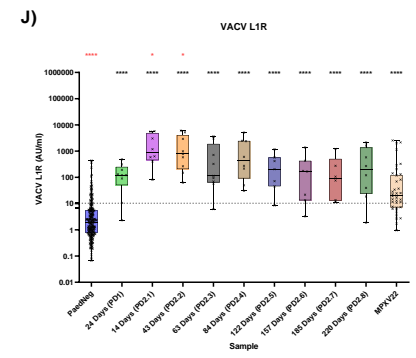 J)
VACV L1R
**** * *
**** **** **** **** **** **** **** **** **** ****
1000000
100000
10000
1000
100
10
1
0.1
0.01
VACV L1R (AU/ml)
PaedNeg
24 Days (PD1)
14 Days (PD2.1)
43 Days (PD2.2)
63 Days (PD2.3)
84 Days (PD2.4)
122 Days (PD2.5)
157 Days (PD2.6)
185 Days (PD2.7)
220 Days (PD2.8)
MPXV22
Sample